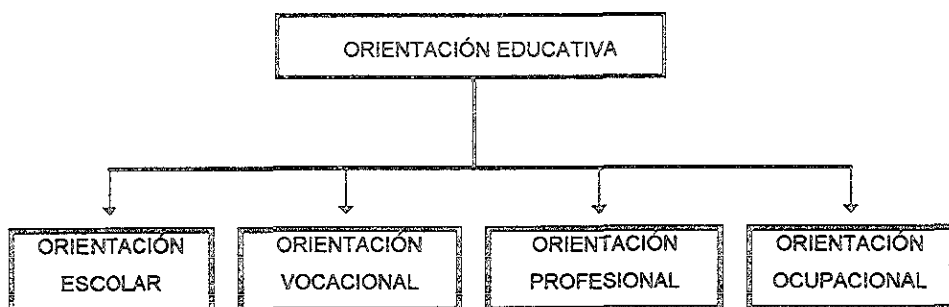 ORIENTACIÓN EDUCATIVA
ORIENTACIÓN
ESCOLAR
ORIENTACIÓN
VOCACIONAL
ORIENTACIÓN
PROFESIONAL
ORIENTACIÓN
OCUPACIONAL